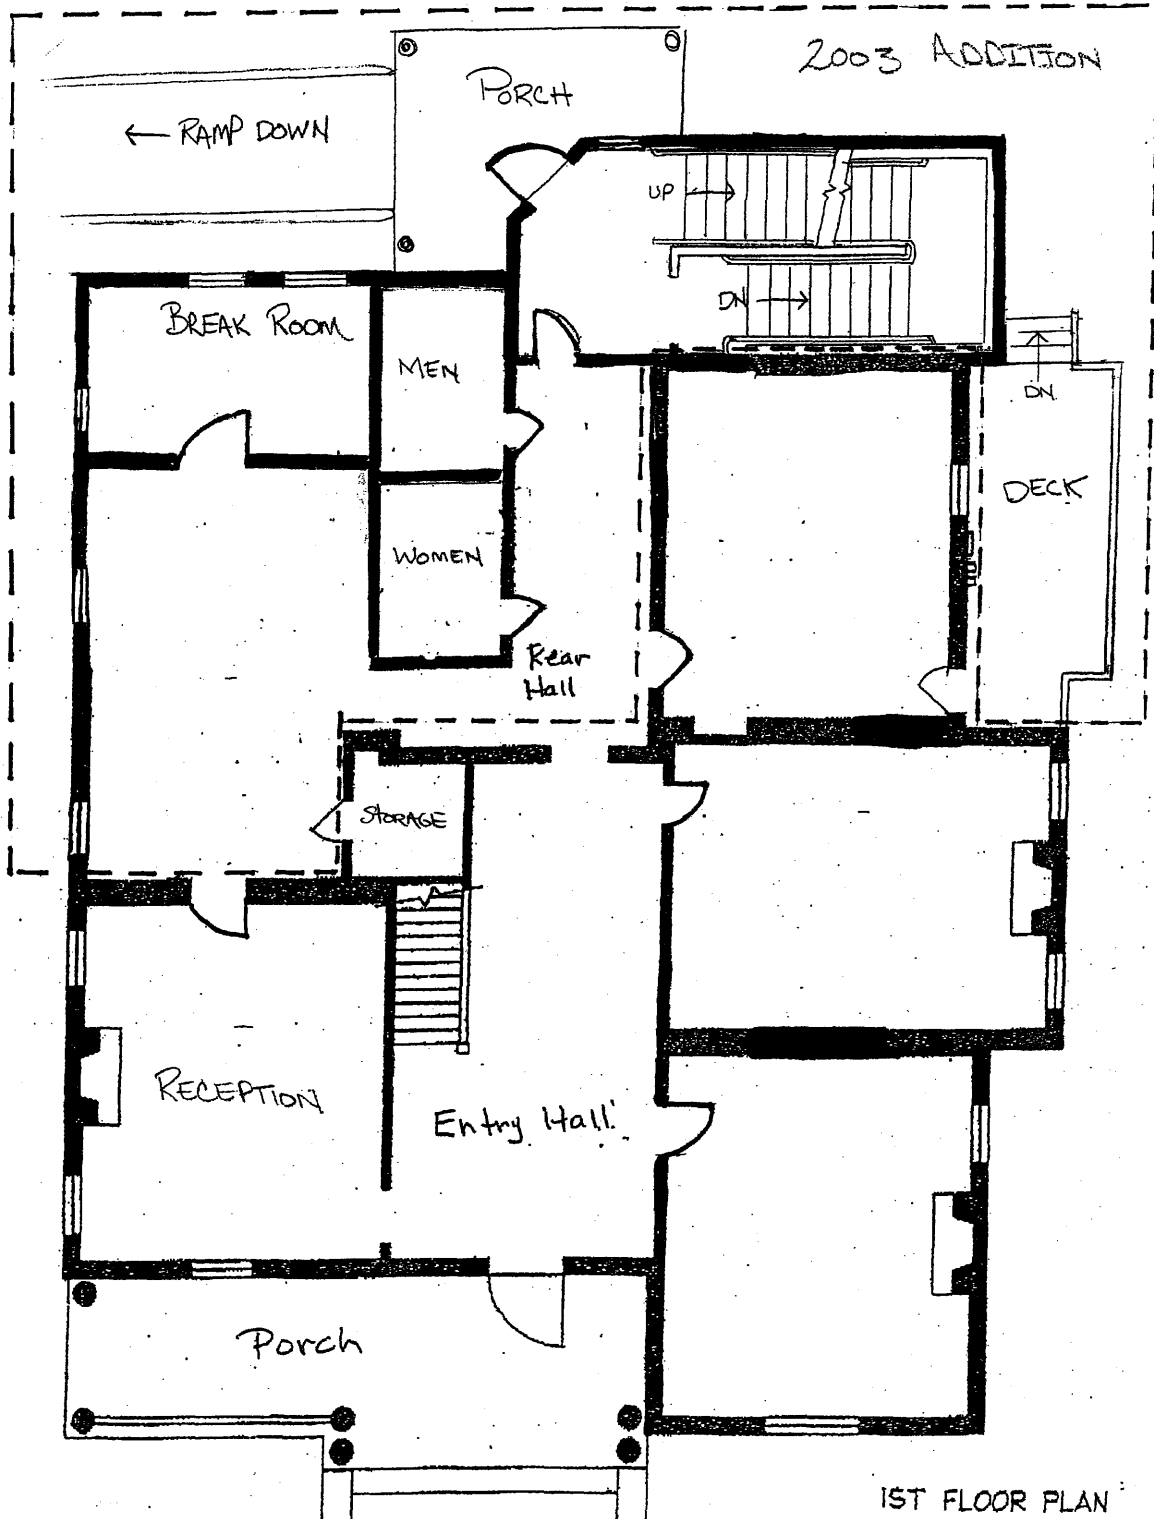 2003 ADDITION
PORCH
← RAMP DOWN
UP →
BREAK ROOM
DN →
MEN
DN
DECK
WOMEN
Rear
Hall
STORAGE
RECEPTION
Entry Hall
Porch
1ST FLOOR PLAN